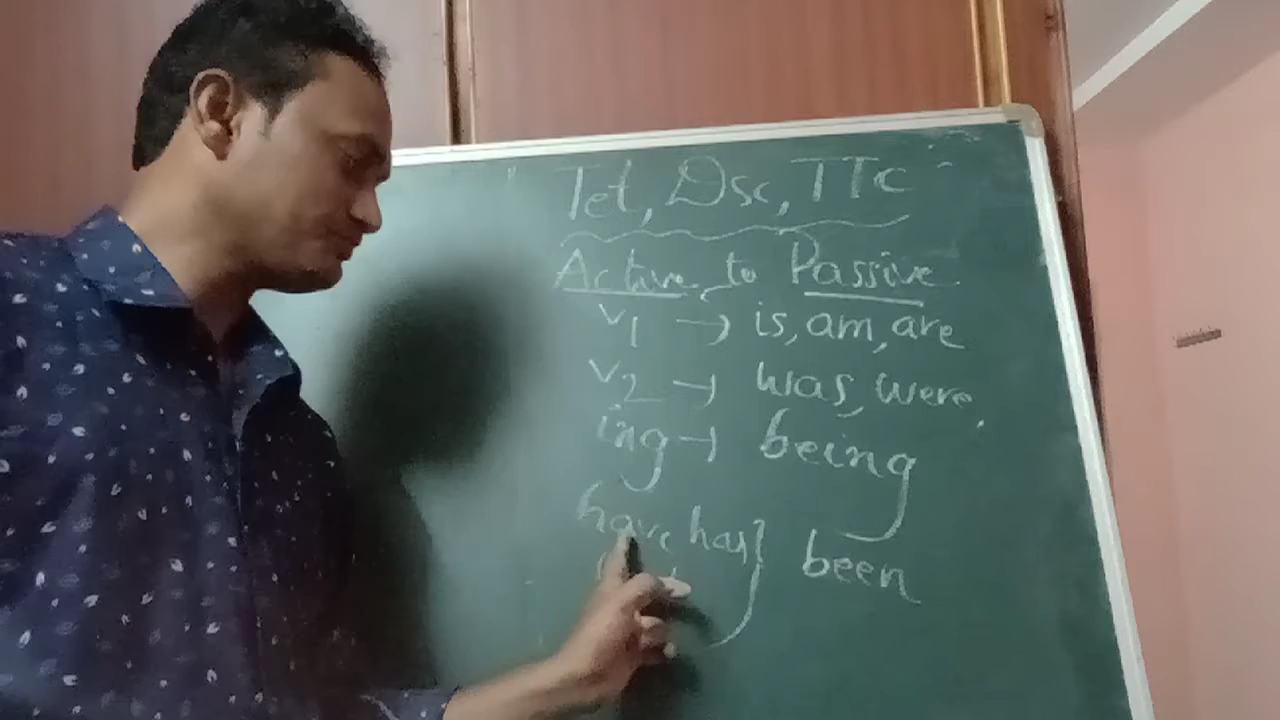 Tet, Dsc, TTc
Active to Passive
V1 → is, am, are
V2 → was, were,
ing → being
have has} been